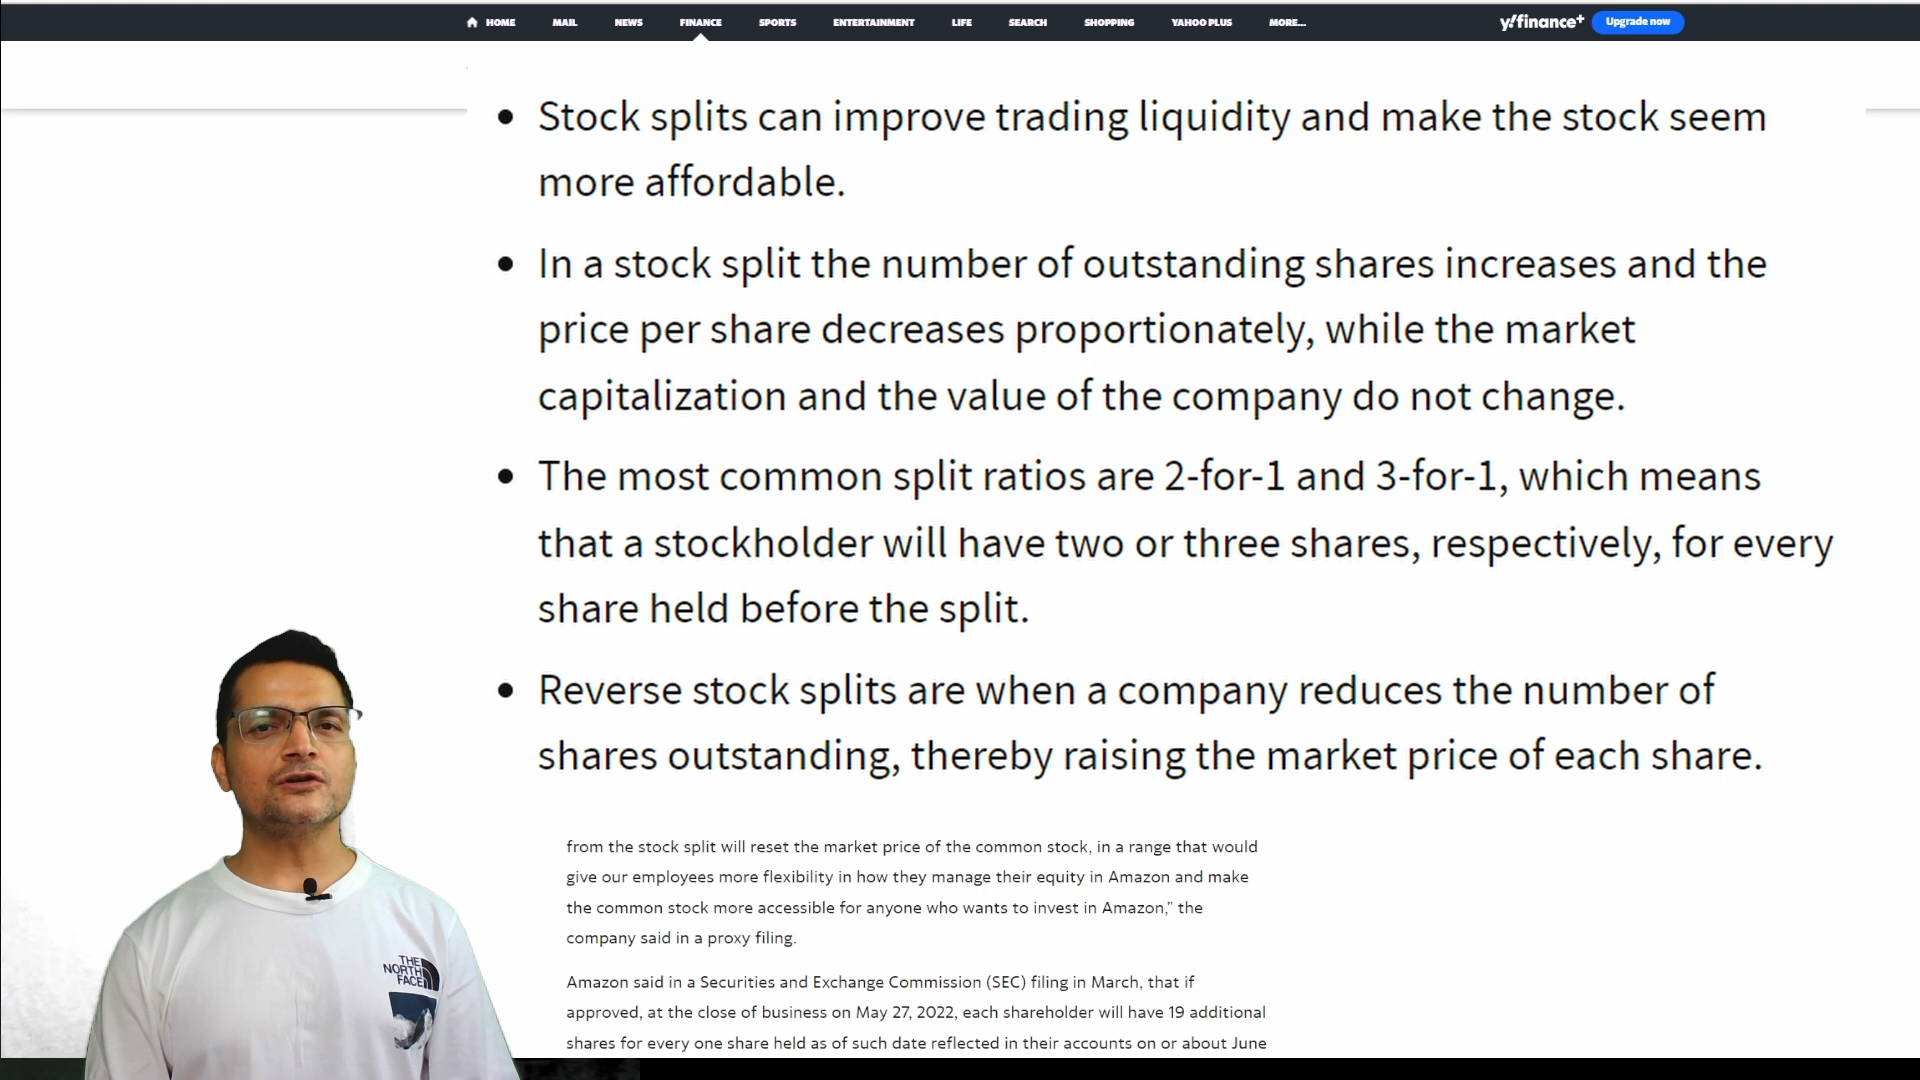 HOME MAIL NEWS FINANCE SPORTS ENTERTAINMENT LIFE SEARCH SHOPPING YAHOO PLUS MORE... y!finance+ Upgrade now
• Stock splits can improve trading liquidity and make the stock seem
more affordable.
• In a stock split the number of outstanding shares increases and the
price per share decreases proportionately, while the market
capitalization and the value of the company do not change.
• The most common split ratios are 2-for-1 and 3-for-1, which means
that a stockholder will have two or three shares, respectively, for every
share held before the split.
• Reverse stock splits are when a company reduces the number of
shares outstanding, thereby raising the market price of each share.
from the stock split will reset the market price of the common stock, in a range that would
give our employees more flexibility in how they manage their equity in Amazon and make
the common stock more accessible for anyone who wants to invest in Amazon,” the
company said in a proxy filing.
Amazon said in a Securities and Exchange Commission (SEC) filing in March, that if
approved, at the close of business on May 27, 2022, each shareholder will have 19 additional
shares for every one share held as of such date reflected in their accounts on or about June
THE
NORTH
FACE